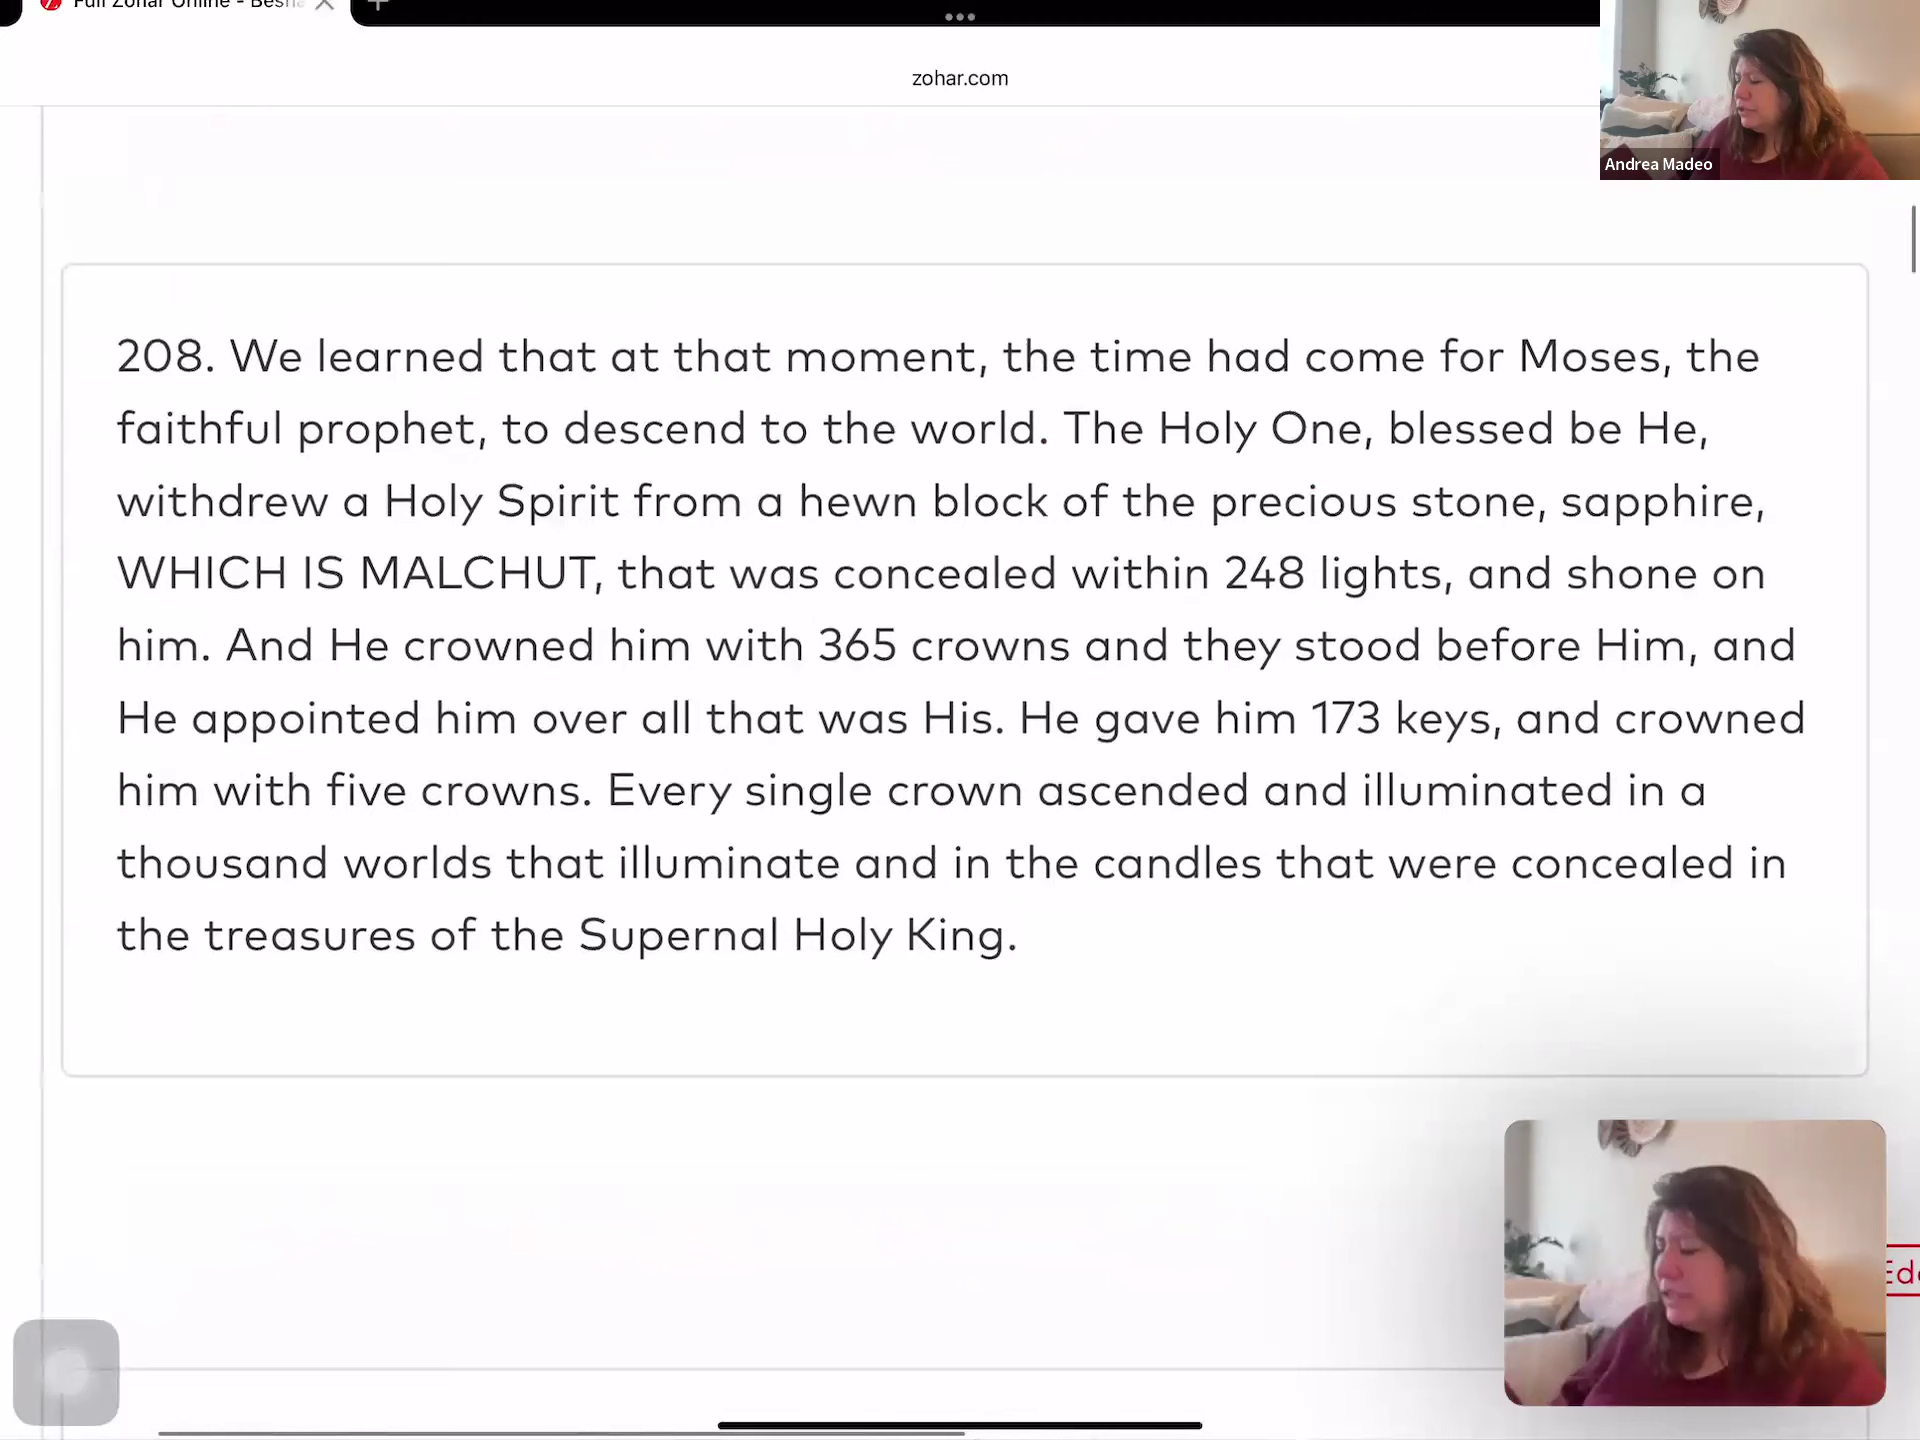 Full Zohar Online - Besha
zohar.com
Andrea Madeo
208. We learned that at that moment, the time had come for Moses, the
faithful prophet, to descend to the world. The Holy One, blessed be He,
withdrew a Holy Spirit from a hewn block of the precious stone, sapphire,
WHICH IS MALCHUT, that was concealed within 248 lights, and shone on
him. And He crowned him with 365 crowns and they stood before Him, and
He appointed him over all that was His. He gave him 173 keys, and crowned
him with five crowns. Every single crown ascended and illuminated in a
thousand worlds that illuminate and in the candles that were concealed in
the treasures of the Supernal Holy King.